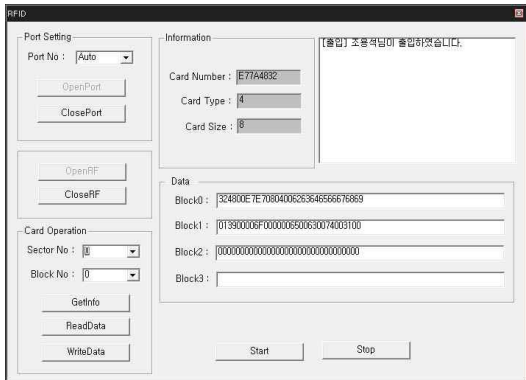 RFID
Port Setting
Port No : Auto
OpenPort
ClosePort
OpenRF
CloseRF
Card Operation
Sector No : 0
Block No : 0
GetInfo
ReadData
WriteData
Information
Card Number : E77A4832
Card Type : 4
Card Size : 8
[출입] 조용석님이 출입하였습니다.
Data
Block0 : 324800E7E70804006263646566676869
Block1 : 013900006F0000006500630074003100
Block2 : 00000000000000000000000000000000
Block3 :
Start
Stop